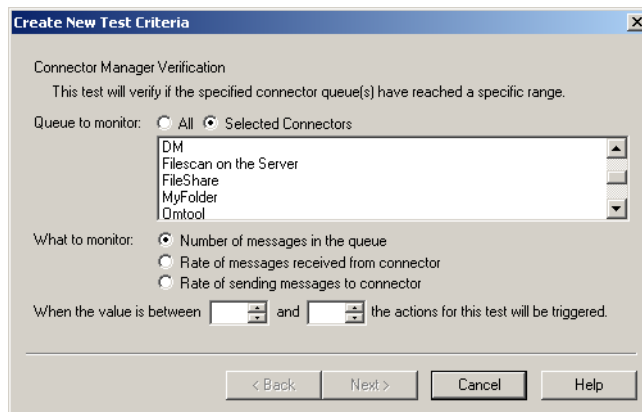 Create New Test Criteria
Connector Manager Verification
This test will verify if the specified connector queue(s) have reached a specific range.
Queue to monitor: All Selected Connectors
DM
Filescan on the Server
FileShare
MyFolder
Omtool
What to monitor: Number of messages in the queue
Rate of messages received from connector
Rate of sending messages to connector
When the value is between and the actions for this test will be triggered.
< Back Next > Cancel Help